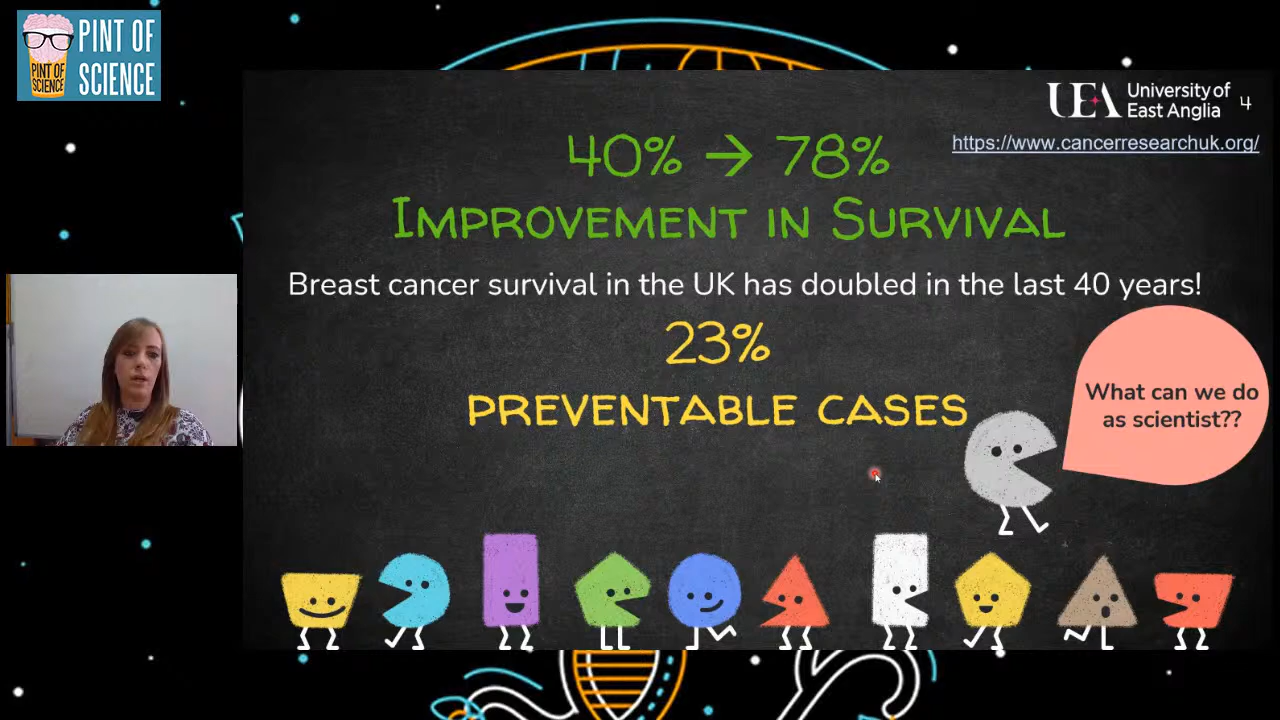 PINT OF
SCIENCE
PINT OF
SCIENCE
UEA University of
East Anglia
4
https://www.cancerresearchuk.org/
40% → 78%
IMPROVEMENT IN SURVIVAL
Breast cancer survival in the UK has doubled in the last 40 years!
23%
PREVENTABLE CASES
What can we do
as scientist??